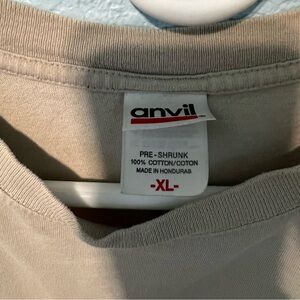 anvil
PRE-SHRUNK
100% COTTON/COTON
MADE IN HONDURAS
-XL-